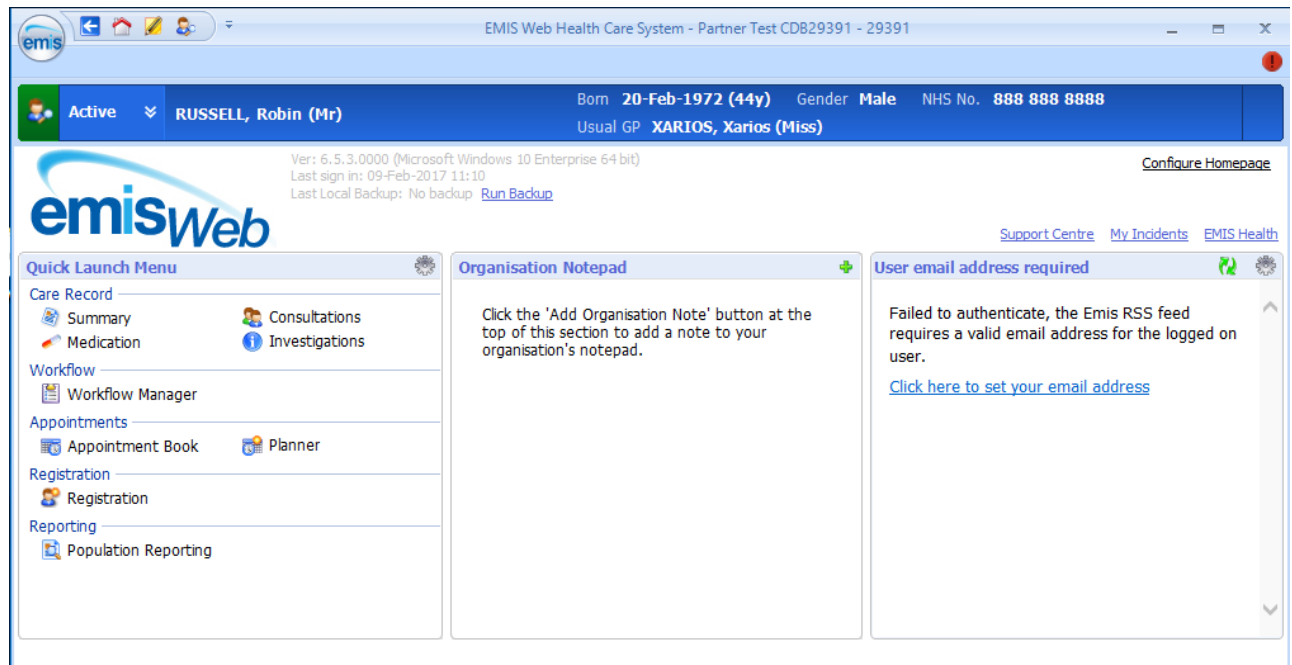 EMIS Web Health Care System - Partner Test CDB29391 - 29391
emis
Active
RUSSELL, Robin (Mr)
Born 20-Feb-1972 (44y) Gender Male NHS No. 888 888 8888
Usual GP XARIOS, Xarios (Miss)
emisWeb
Ver: 6.5.3.0000 (Microsoft Windows 10 Enterprise 64 bit)
Last sign in: 09-Feb-2017 11:10
Last Local Backup: No backup Run Backup
Configure Homepage
Support Centre My Incidents EMIS Health
Quick Launch Menu
Care Record
Summary Consultations
Medication Investigations
Workflow
Workflow Manager
Appointments
Appointment Book Planner
Registration
Registration
Reporting
Population Reporting
Organisation Notepad
Click the 'Add Organisation Note' button at the
top of this section to add a note to your
organisation's notepad.
User email address required
Failed to authenticate, the Emis RSS feed
requires a valid email address for the logged on
user.
Click here to set your email address